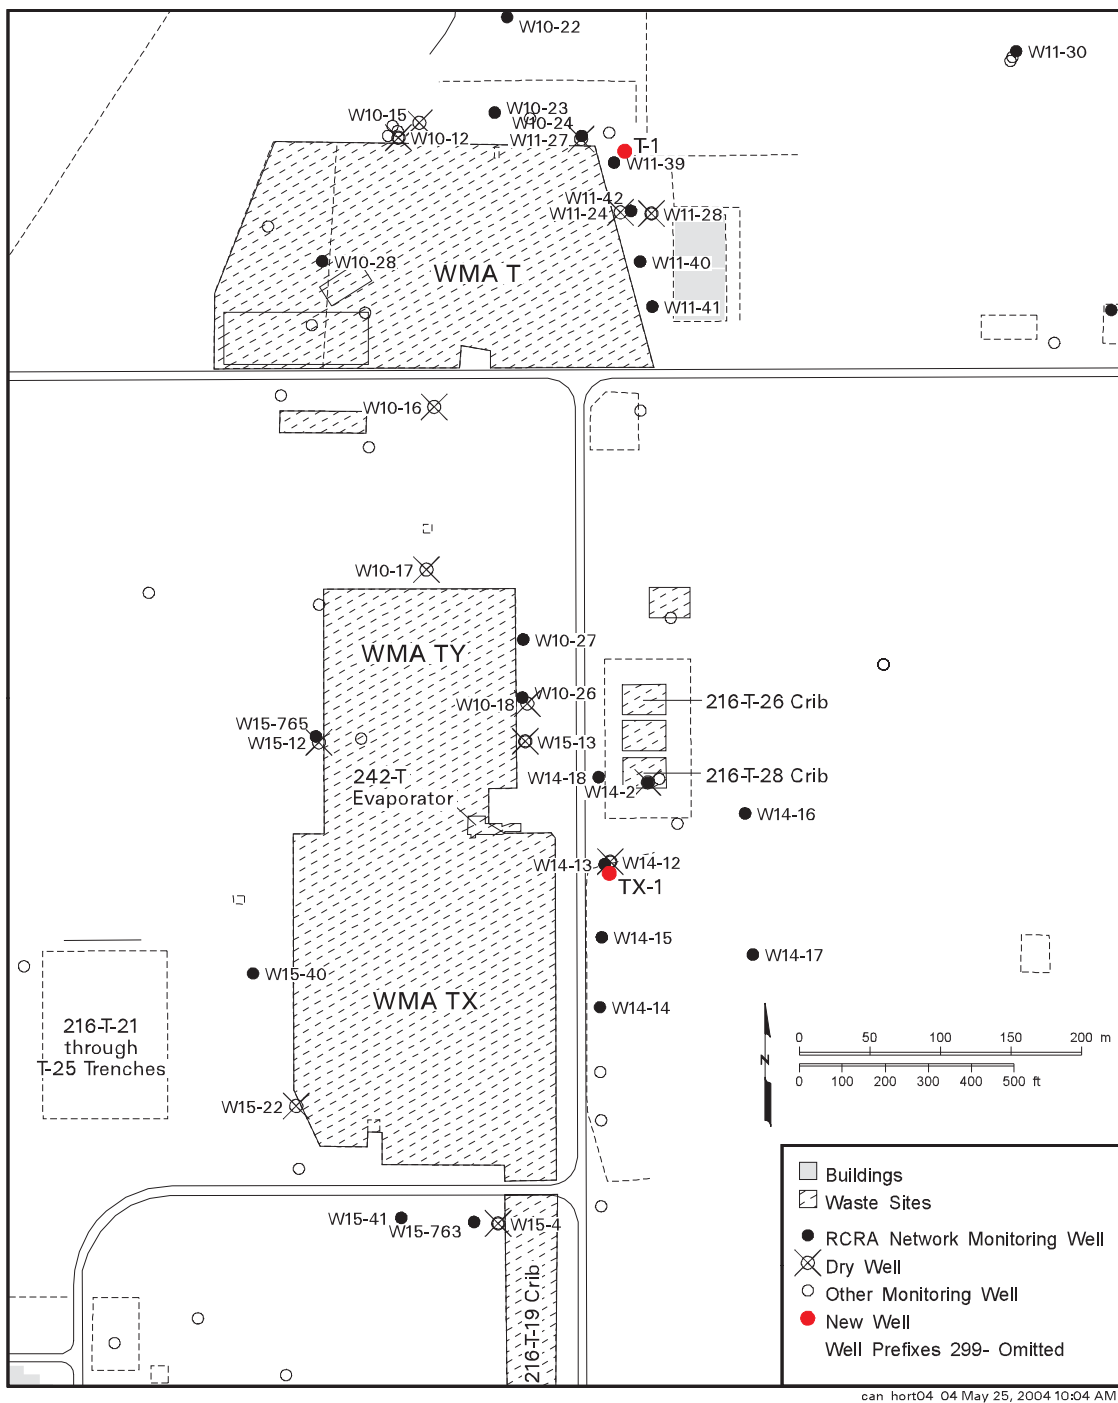 W10-22
W11-30
W10-15
W10-23
W10-24
W10-12
W11-27
T-1
W11-39
W11-42
W11-24
W11-28
W10-28
WMA T
W11-40
W11-41
W10-16
W10-17
W10-27
WMA TY
W10-26
W10-18
216-T-26 Crib
W15-765
W15-12
W15-13
242-T
Evaporator
W14-18
216-T-28 Crib
W14-2
W14-16
W14-13
W14-12
TX-1
W14-15
W14-17
W15-40
WMA TX
W14-14
216-T-21
through
T-25 Trenches
N
0 50 100 150 200 m
0 100 200 300 400 500 ft
W15-22
W15-41
W15-763
W15-4
216-T-19 Crib
Buildings
Waste Sites
RCRA Network Monitoring Well
Dry Well
Other Monitoring Well
New Well
Well Prefixes 299- Omitted
can_hort04_04 May 25, 2004 10:04 AM